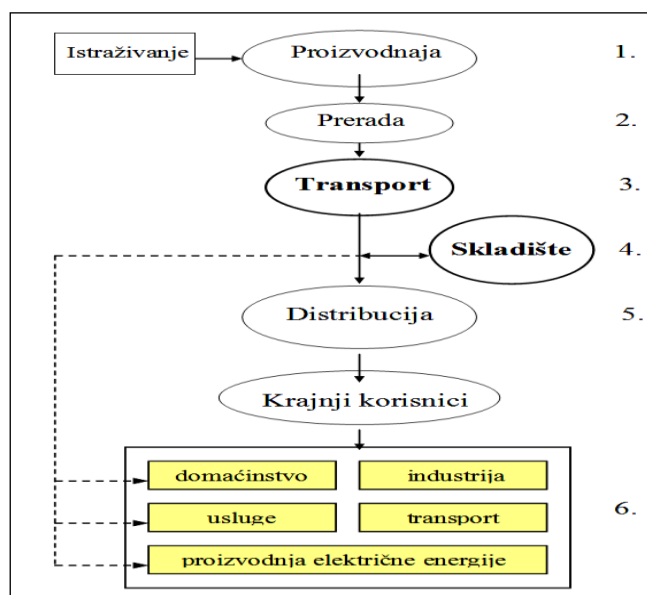 Istraživanje
Proizvodnaja
1.
Prerada
2.
Transport
3.
Skladište
4.
Distribucija
5.
Krajnji korisnici
domaćinstvo
industrija
usluge
transport
6.
proizvodnja električne energije